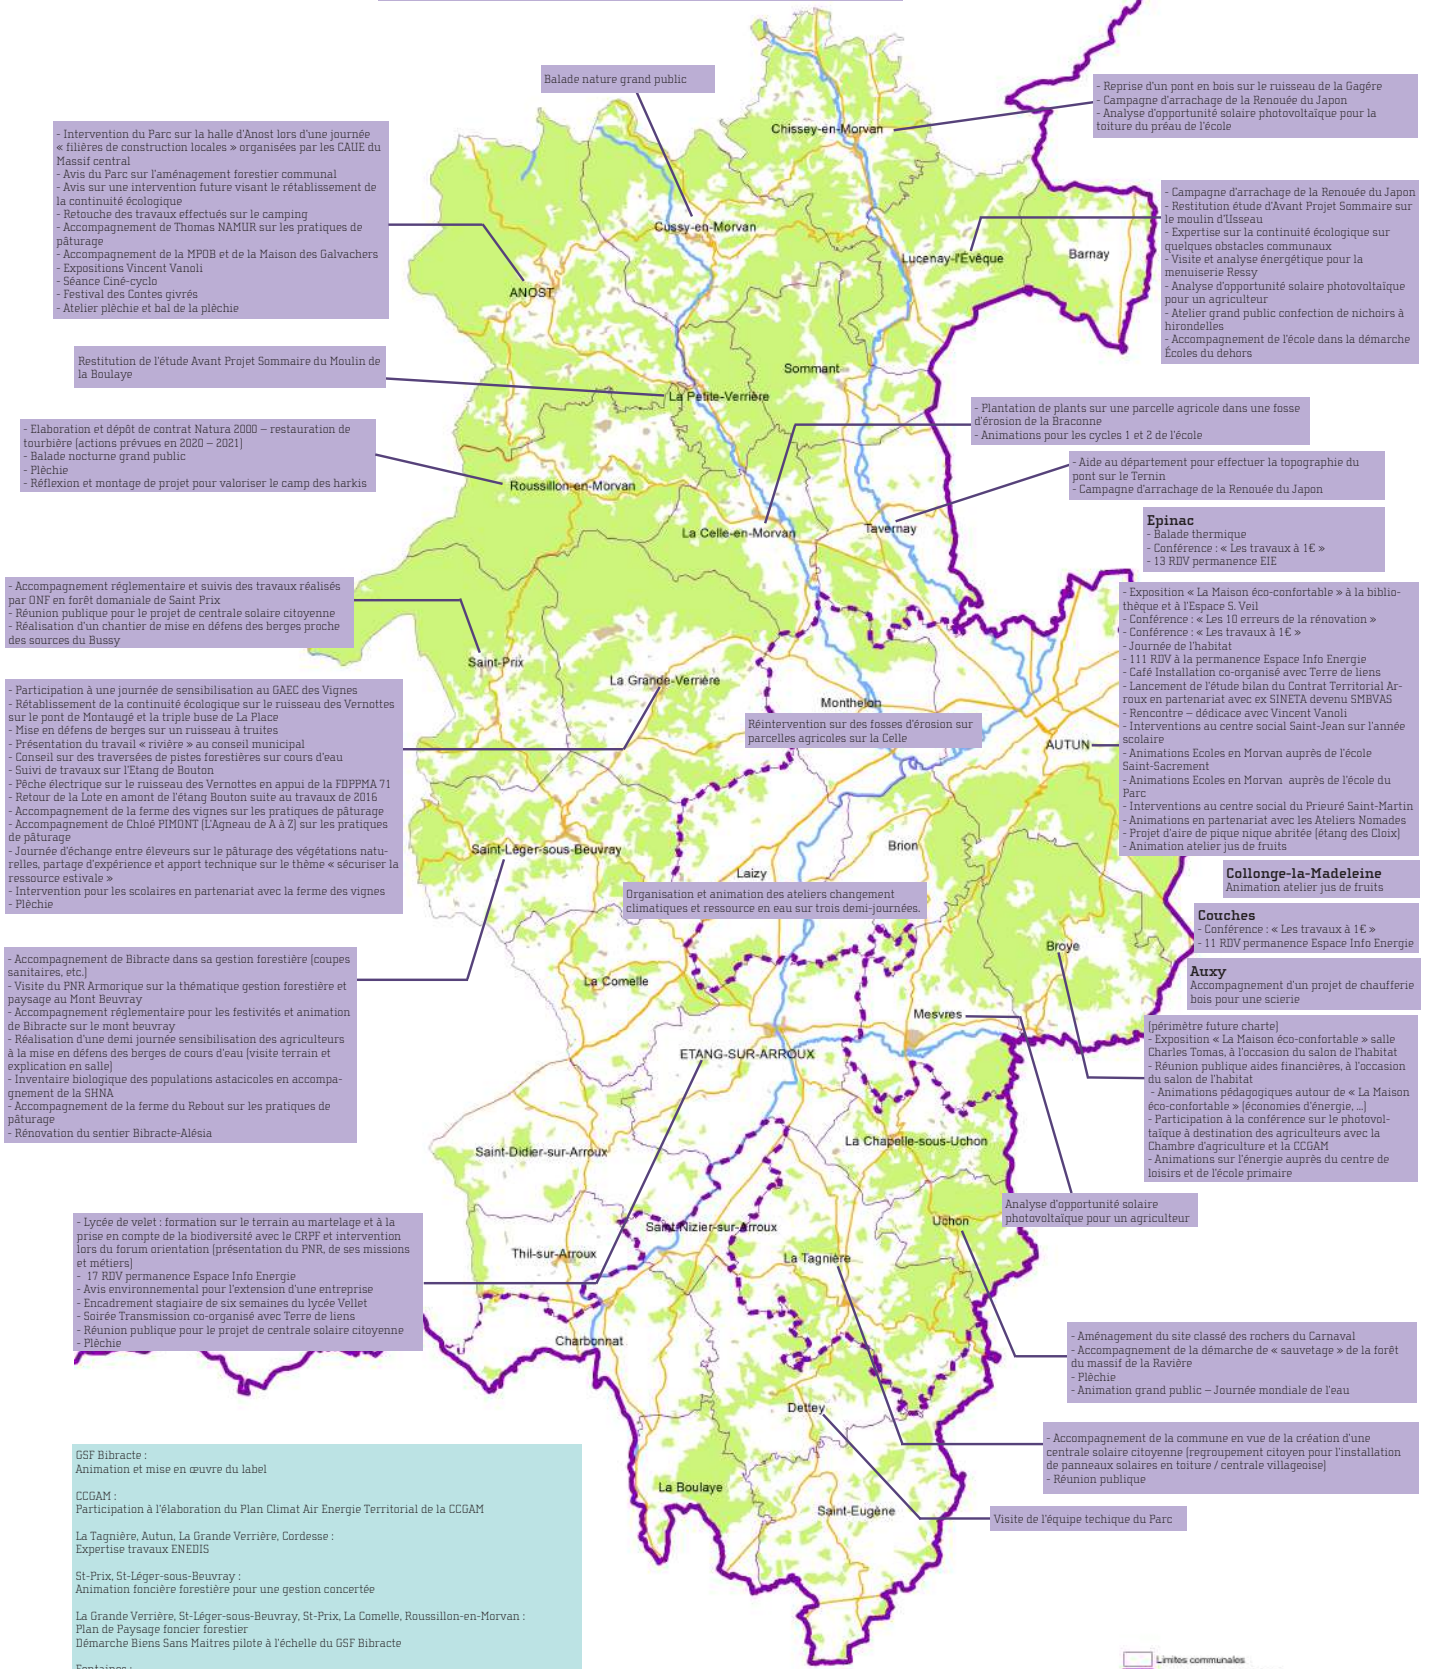 Balade nature grand public
- Reprise d'un pont en bois sur le ruisseau de la Gagère
- Campagne d'arrachage de la Renouée du Japon
- Analyse d'opportunité solaire photovoltaïque pour la
toiture du préau de l'école
- Intervention du Parc sur la halle d'Anost lors d'une journée
« filières de construction locales » organisées par les CAUE du
Massif central
- Avis du Parc sur l'aménagement forestier communal
- Avis sur une intervention future visant le rétablissement de
la continuité écologique
- Retouche des travaux effectués sur le camping
- Accompagnement de Thomas NAMUR sur les pratiques de
pâturage
- Accompagnement de la MPOB et de la Maison des Galvachers
- Expositions Vincent Vanoli
- Séance Ciné-cyclo
- Festival des Contes givrés
- Atelier plêchie et bal de la plêchie
- Campagne d'arrachage de la Renouée du Japon
- Restitution étude d'Avant Projet Sommaire sur
le moulin d'Usseau
- Expertise sur la continuité écologique sur
quelques obstacles communaux
- Visite et analyse énergétique pour la
menuiserie Ressy
- Analyse d'opportunité solaire photovoltaïque
pour un agriculteur
- Atelier grand public confection de nichoirs à
hirondelles
- Accompagnement de l'école dans la démarche
Écoles du dehors
Restitution de l'étude Avant Projet Sommaire du Moulin de
la Boulaye
- Elaboration et dépôt de contrat Natura 2000 – restauration de
tourbière (actions prévues en 2020 – 2021)
- Balade nocturne grand public
- Plêchie
- Réflexion et montage de projet pour valoriser le camp des harkis
- Plantation de plants sur une parcelle agricole dans une fosse
d'érosion de la Braconne
- Animations pour les cycles 1 et 2 de l'école
- Aide au département pour effectuer la topographie du
pont sur le Ternin
- Campagne d'arrachage de la Renouée du Japon
Epinac
- Balade thermique
- Conférence : « Les travaux à 1€ »
- 13 RDV permanence EIE
- Accompagnement réglementaire et suivis des travaux réalisés
par ONF en forêt domaniale de Saint Prix
- Réunion publique pour le projet de centrale solaire citoyenne
- Réalisation d'un chantier de mise en défens des berges proche
des sources du Bussy
- Exposition « La Maison éco-confortable » à la biblio-
thèque et à l'Espace S. Veil
- Conférence : « Les 10 erreurs de la rénovation »
- Conférence : « Les travaux à 1€ »
- Journée de l'habitat
- 111 RDV à la permanence Espace Info Energie
- Café Installation co-organisé avec Terre de liens
- Lancement de l'étude bilan du Contrat Territorial Ar-
roux en partenariat avec ex SINETA devenu SMBVAS
- Rencontre – dédicace avec Vincent Vanoli
- Interventions au centre social Saint-Jean sur l'année
scolaire
- Animations Ecoles en Morvan auprès de l'école
Saint-Sacrement
- Animations Ecoles en Morvan auprès de l'école du
Parc
- Interventions au centre social du Prieuré Saint-Martin
- Animations en partenariat avec les Ateliers Nomades
- Projet d'aire de pique nique abritée (étang des Cloix)
- Animation atelier jus de fruits
- Participation à une journée de sensibilisation au GAEC des Vignes
- Rétablissement de la continuité écologique sur le ruisseau des Vernottes
sur le pont de Montaugé et la triple buse de La Place
- Mise en défens de berges sur un ruisseau à truites
- Présentation du travail « rivière » au conseil municipal
- Conseil sur des traversées de pistes forestières sur cours d'eau
- Suivi de travaux sur l'Etang de Bouton
- Pêche électrique sur le ruisseau des Vernottes en appui de la FDPPMA 71
- Retour de la Lote en amont de l'étang Bouton suite au travaux de 2016
- Accompagnement de la ferme des vignes sur les pratiques de pâturage
- Accompagnement de Chloé PIMONT (L'Agneau de A à Z) sur les pratiques
de pâturage
- Journée d'échange entre éleveurs sur le pâturage des végétations natu-
relles, partage d'expérience et apport technique sur le thème « sécuriser la
ressource estivale »
- Intervention pour les scolaires en partenariat avec la ferme des vignes
- Plêchie
Réintervention sur des fosses d'érosion sur
parcelles agricoles sur la Celle
Organisation et animation des ateliers changement
climatiques et ressource en eau sur trois demi-journées.
Collonge-la-Madeleine
Animation atelier jus de fruits
Couches
- Conférence : « Les travaux à 1€ »
- 11 RDV permanence Espace Info Energie
Auxy
Accompagnement d'un projet de chaufferie
bois pour une scierie
- Accompagnement de Bibracte dans sa gestion forestière (coupes
sanitaires, etc.)
- Visite du PNR Armorique sur la thématique gestion forestière et
paysage au Mont Beuvray
- Accompagnement réglementaire pour les festivités et animation
de Bibracte sur le mont beuvray
- Réalisation d'une demi journée sensibilisation des agriculteurs
à la mise en défens des berges de cours d'eau (visite terrain et
explication en salle)
- Inventaire biologique des populations astacicoles en accompa-
gnement de la SHNA
- Accompagnement de la ferme du Rebout sur les pratiques de
pâturage
- Rénovation du sentier Bibracte-Alésia
(périmètre future charte)
- Exposition « La Maison éco-confortable » salle
Charles Tomas, à l'occasion du salon de l'habitat
- Réunion publique aides financières, à l'occasion
du salon de l'habitat
- Animations pédagogiques autour de « La Maison
éco-confortable » (économies d'énergie, ...)
- Participation à la conférence sur le photovol-
taïque à destination des agriculteurs avec la
Chambre d'agriculture et la CCGAM
- Animations sur l'énergie auprès du centre de
loisirs et de l'école primaire
Analyse d'opportunité solaire
photovoltaïque pour un agriculteur
- Lycée de velet : formation sur le terrain au martelage et à la
prise en compte de la biodiversité avec le CRPF et intervention
lors du forum orientation (présentation du PNR, de ses missions
et métiers)
- 17 RDV permanence Espace Info Energie
- Avis environnemental pour l'extension d'une entreprise
- Encadrement stagiaire de six semaines du lycée Vellet
- Soirée Transmission co-organisé avec Terre de liens
- Réunion publique pour le projet de centrale solaire citoyenne
- Plêchie
- Aménagement du site classé des rochers du Carnaval
- Accompagnement de la démarche de « sauvetage » de la forêt
du massif de la Ravière
- Plêchie
- Animation grand public – Journée mondiale de l'eau
- Accompagnement de la commune en vue de la création d'une
centrale solaire citoyenne (regroupement citoyen pour l'installation
de panneaux solaires en toiture / centrale villageoise)
- Réunion publique
Visite de l'équipe techique du Parc
GSF Bibracte :
Animation et mise en œuvre du label
CCGAM :
Participation à l'élaboration du Plan Climat Air Energie Territorial de la CCGAM
La Tagnière, Autun, La Grande Verrière, Cordesse :
Expertise travaux ENEDIS
St-Prix, St-Léger-sous-Beuvray :
Animation foncière forestière pour une gestion concertée
La Grande Verrière, St-Léger-sous-Beuvray, St-Prix, La Comelle, Roussillon-en-Morvan :
Plan de Paysage foncier forestier
Démarche Biens Sans Maitres pilote à l'échelle du GSF Bibracte
Fontaines :
Chissey-en-Morvan
Cussy-en-Morvan
Lucenay-l'Évêque
Barnay
ANOST
Sommant
La Petite-Verrière
Roussillon-en-Morvan
La Celle-en-Morvan
Tavernay
Saint-Prix
La Grande-Verrière
Monthelon
AUTUN
Saint-Léger-sous-Beuvray
Brion
Laizy
Broye
La Comelle
Mesvres
ETANG-SUR-ARROUX
Saint-Didier-sur-Arroux
La Chapelle-sous-Uchon
Saint-Nizier-sur-Arroux
Uchon
Thil-sur-Arroux
La Tagnière
Charbonnat
Dettey
La Boulaye
Saint-Eugène
Limites communales